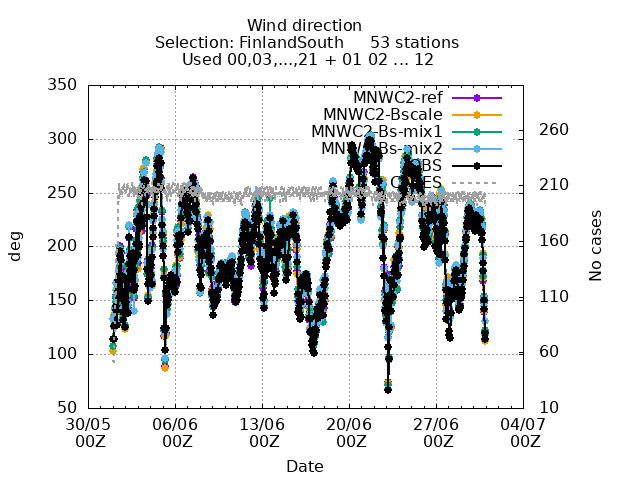 Wind direction
Selection: FinlandSouth 53 stations
Used 00,03,...,21 + 01 02 ... 12
MNWC2-ref
MNWC2-Bscale
MNWC2-Bs-mix1
Bs-mix2
350
300
250
200
150
100
50
deg
260
210
160
110
60
10
No cases
30/05 06/06 13/06 20/06 27/06 04/07
00Z 00Z 00Z 00Z 00Z 00Z
Date